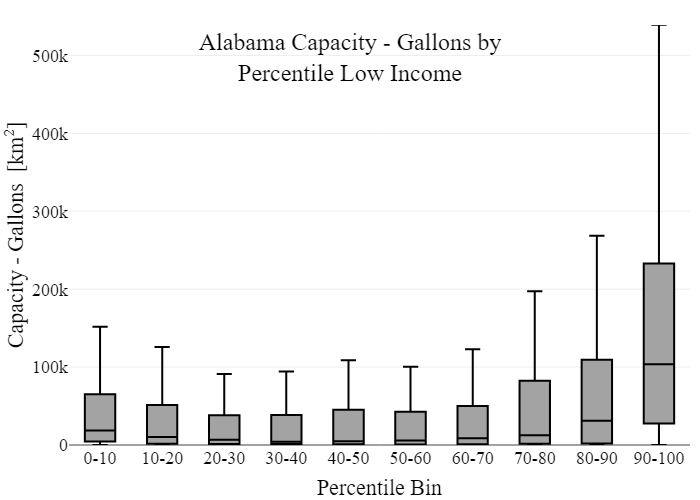 Alabama Capacity - Gallons by
Percentile Low Income
Capacity - Gallons [km²]
500k
400k
300k
200k
100k
0
0-10 10-20 20-30 30-40 40-50 50-60 60-70 70-80 80-90 90-100
Percentile Bin